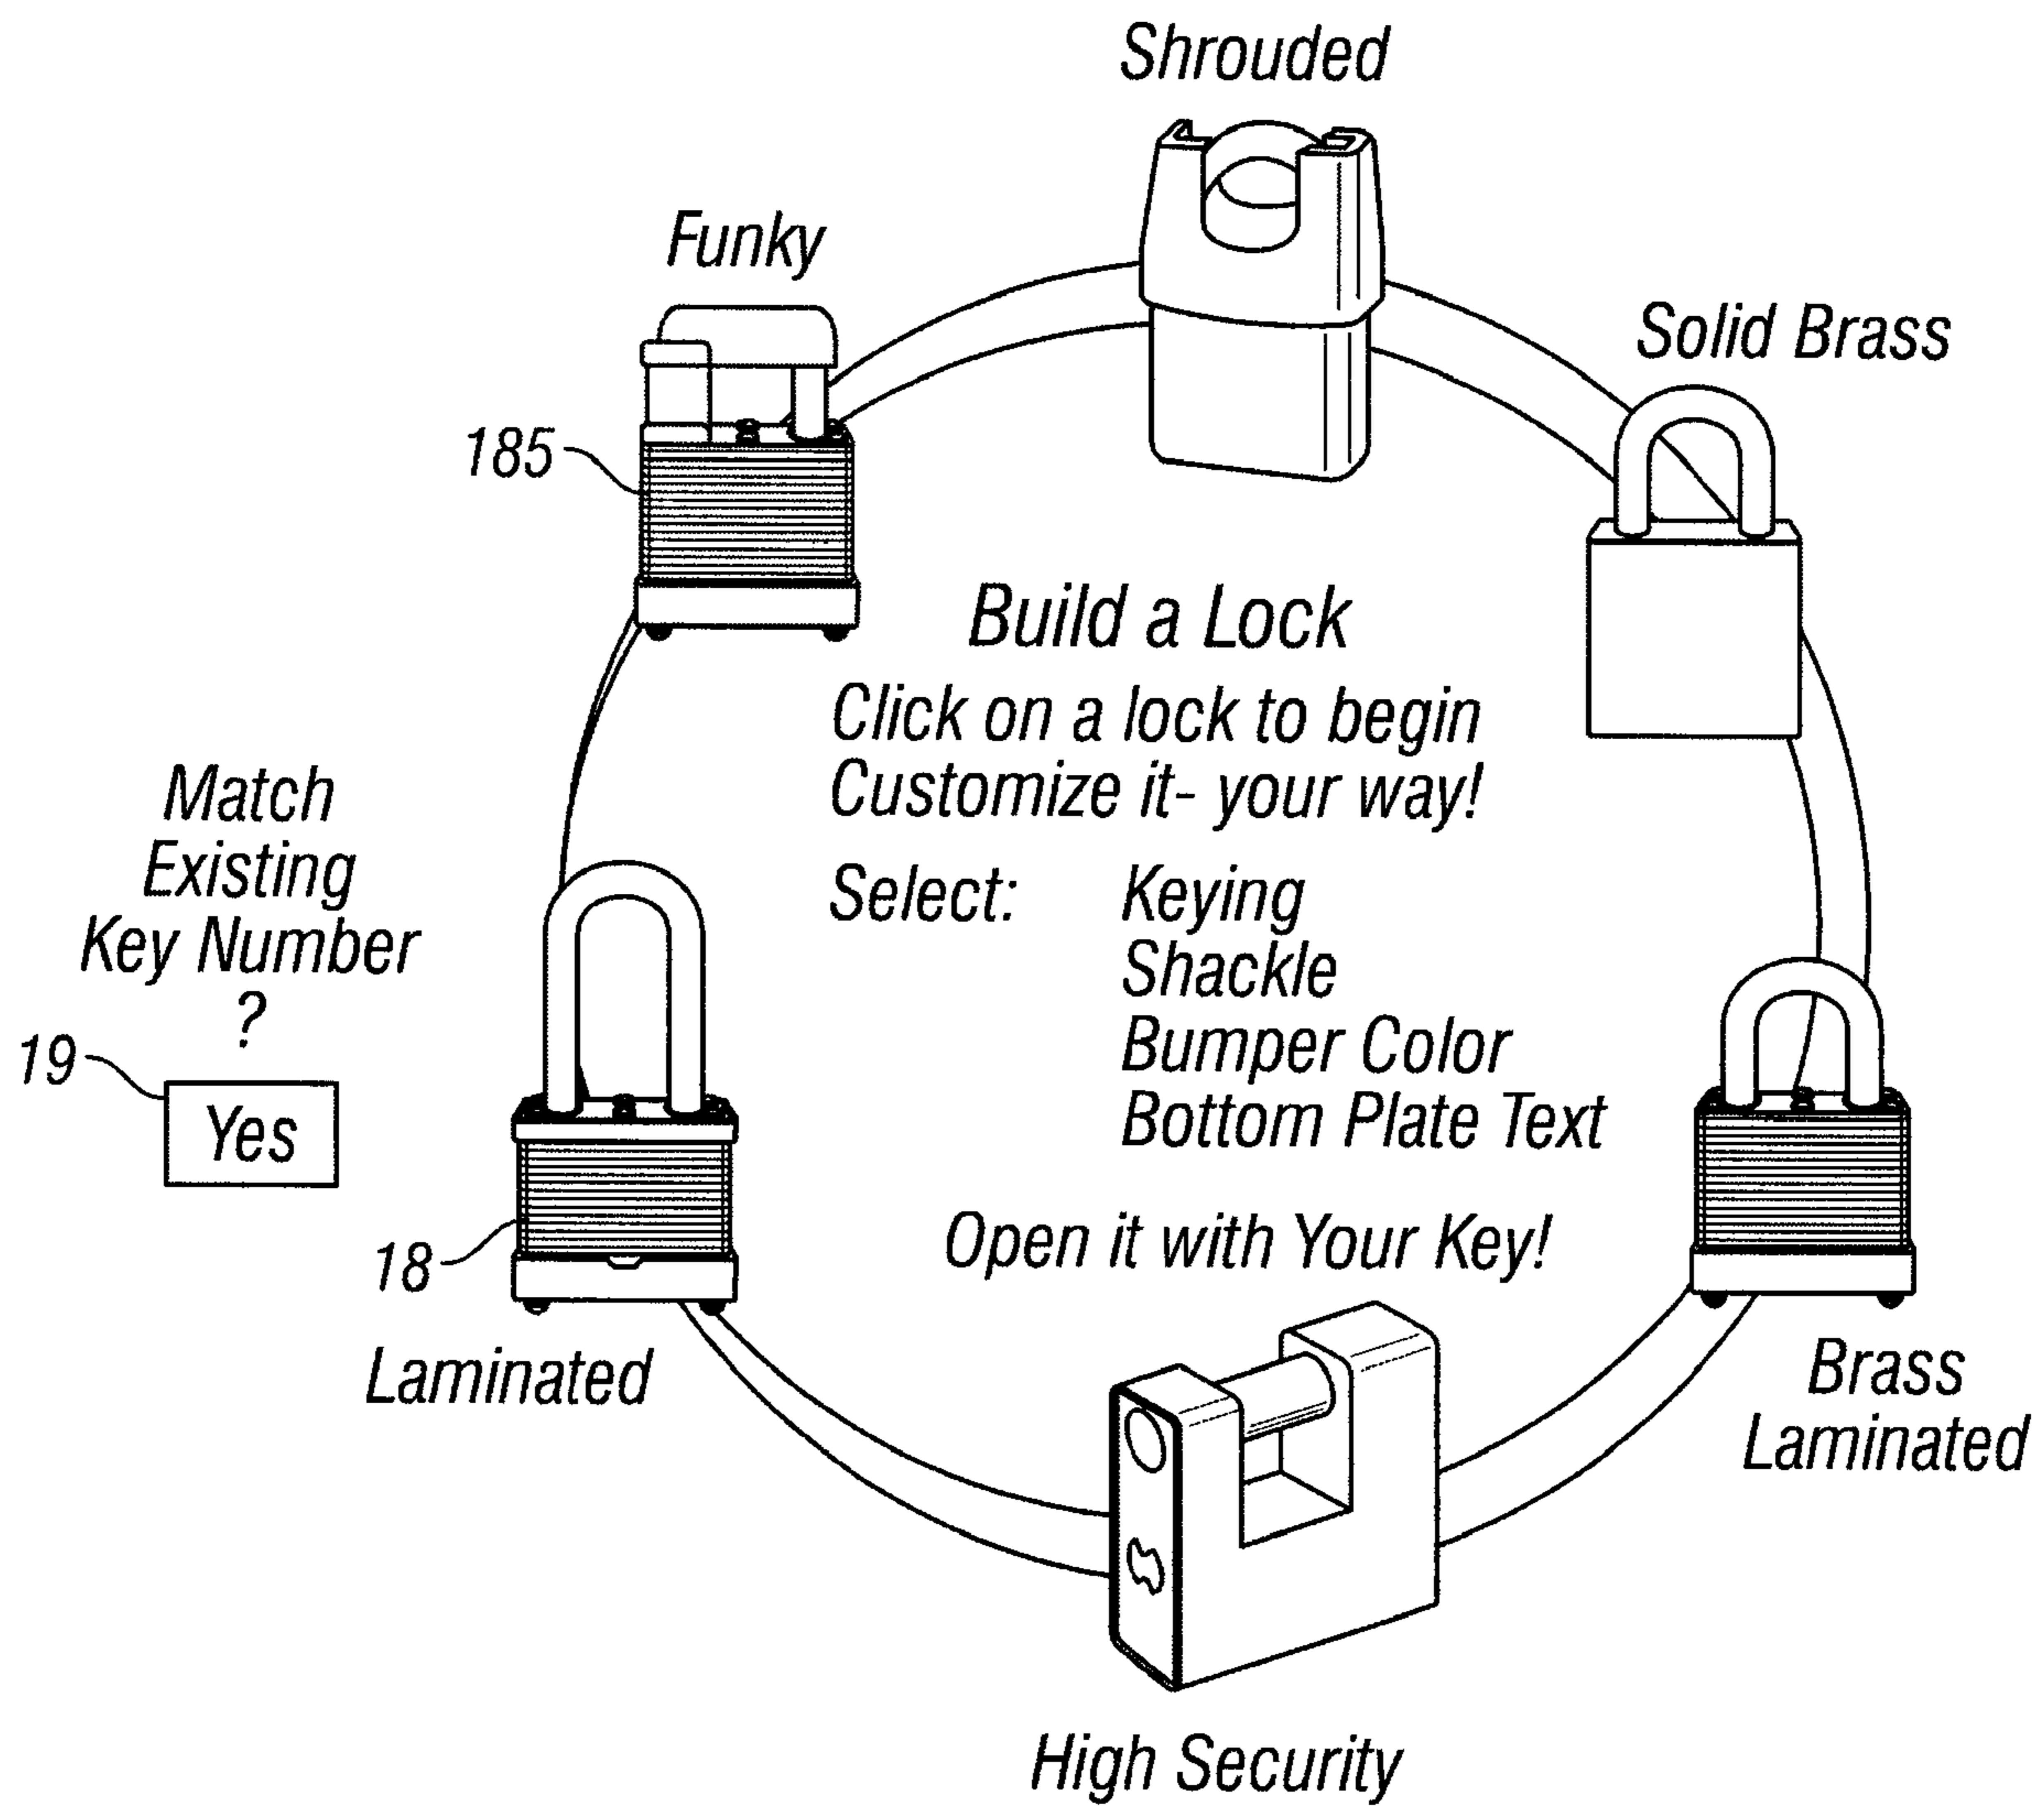 Shrouded
Funky
Solid Brass
185
Build a Lock
Click on a lock to begin
Customize it- your way!
Match
Existing
Key Number
?
19
Yes
Select: Keying
Shackle
Bumper Color
Bottom Plate Text
18
Open it with Your Key!
Laminated
Brass
Laminated
High Security